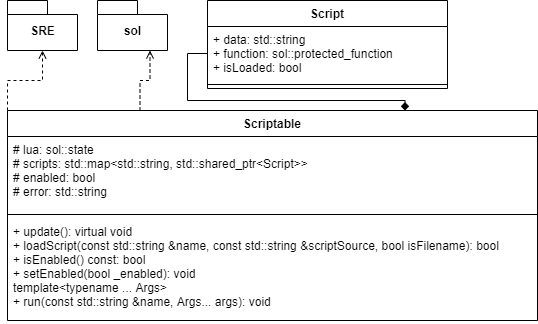 SRE
sol
Script
+ data: std::string
+ function: sol::protected_function
+ isLoaded: bool
Scriptable
# lua: sol::state
# scripts: std::map<std::string, std::shared_ptr<Script>>
# enabled: bool
# error: std::string
+ update(): virtual void
+ loadScript(const std::string &name, const std::string &scriptSource, bool isFilename): bool
+ isEnabled() const: bool
+ setEnabled(bool _enabled): void
template<typename ... Args>
+ run(const std::string &name, Args... args): void